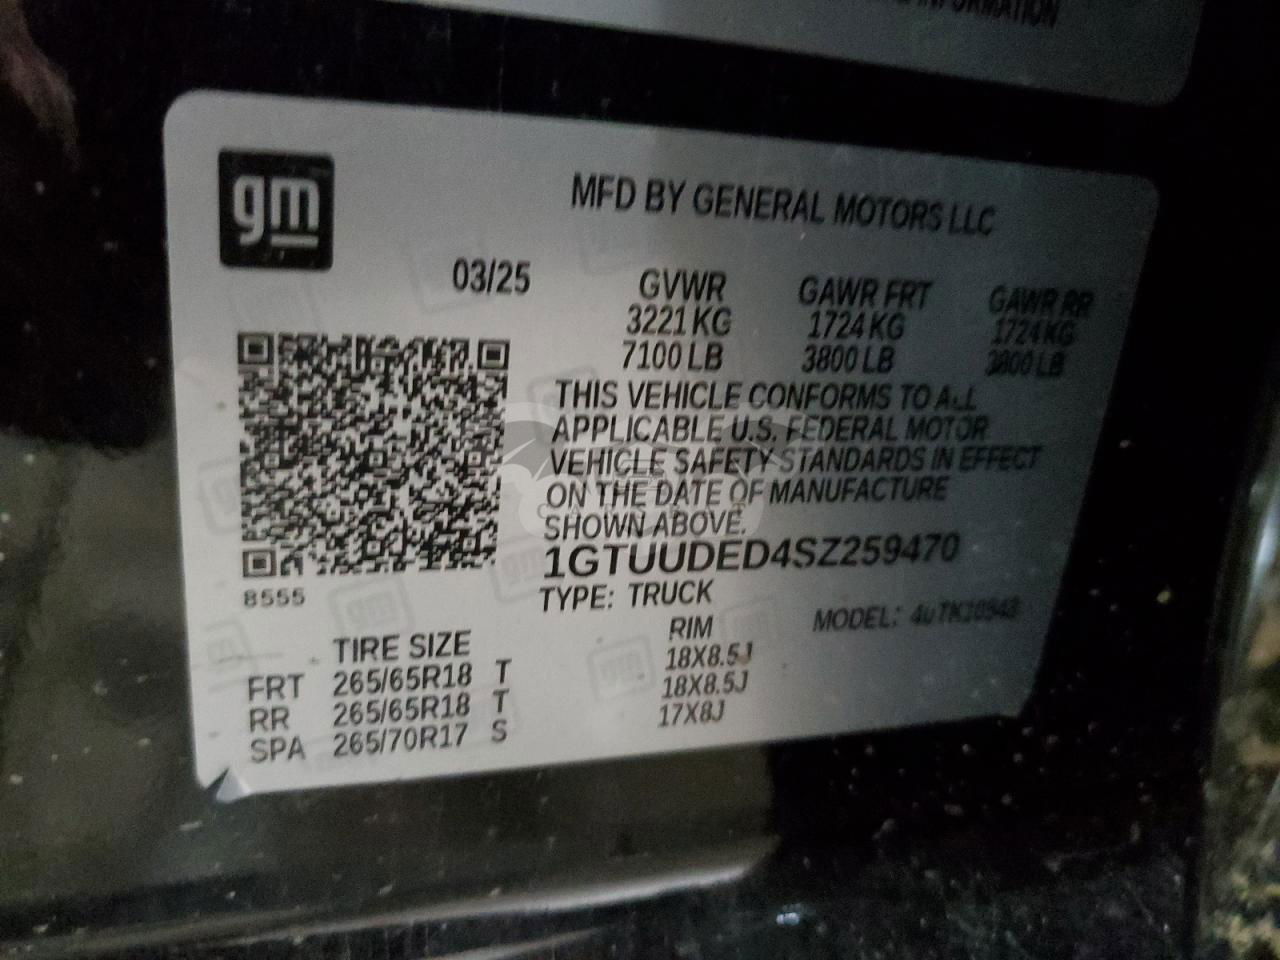 INFORMATION
gm
MFD BY GENERAL MOTORS LLC
03/25
GVWR GAWR FRT GAWR RR
3221 KG 1724 KG 1724 KG
7100 LB 3800 LB 3800 LB
THIS VEHICLE CONFORMS TO ALL
APPLICABLE U.S. FEDERAL MOTOR
VEHICLE SAFETY STANDARDS IN EFFECT
ON THE DATE OF MANUFACTURE
SHOWN ABOVE.
1GTUUDED4SZ259470
8555
TYPE: TRUCK MODEL:
TIRE SIZE RIM
FRT 265/65R18 T 18X8.5J
RR 265/65R18 T 18X8.5J
SPA 265/70R17 S 17X8J